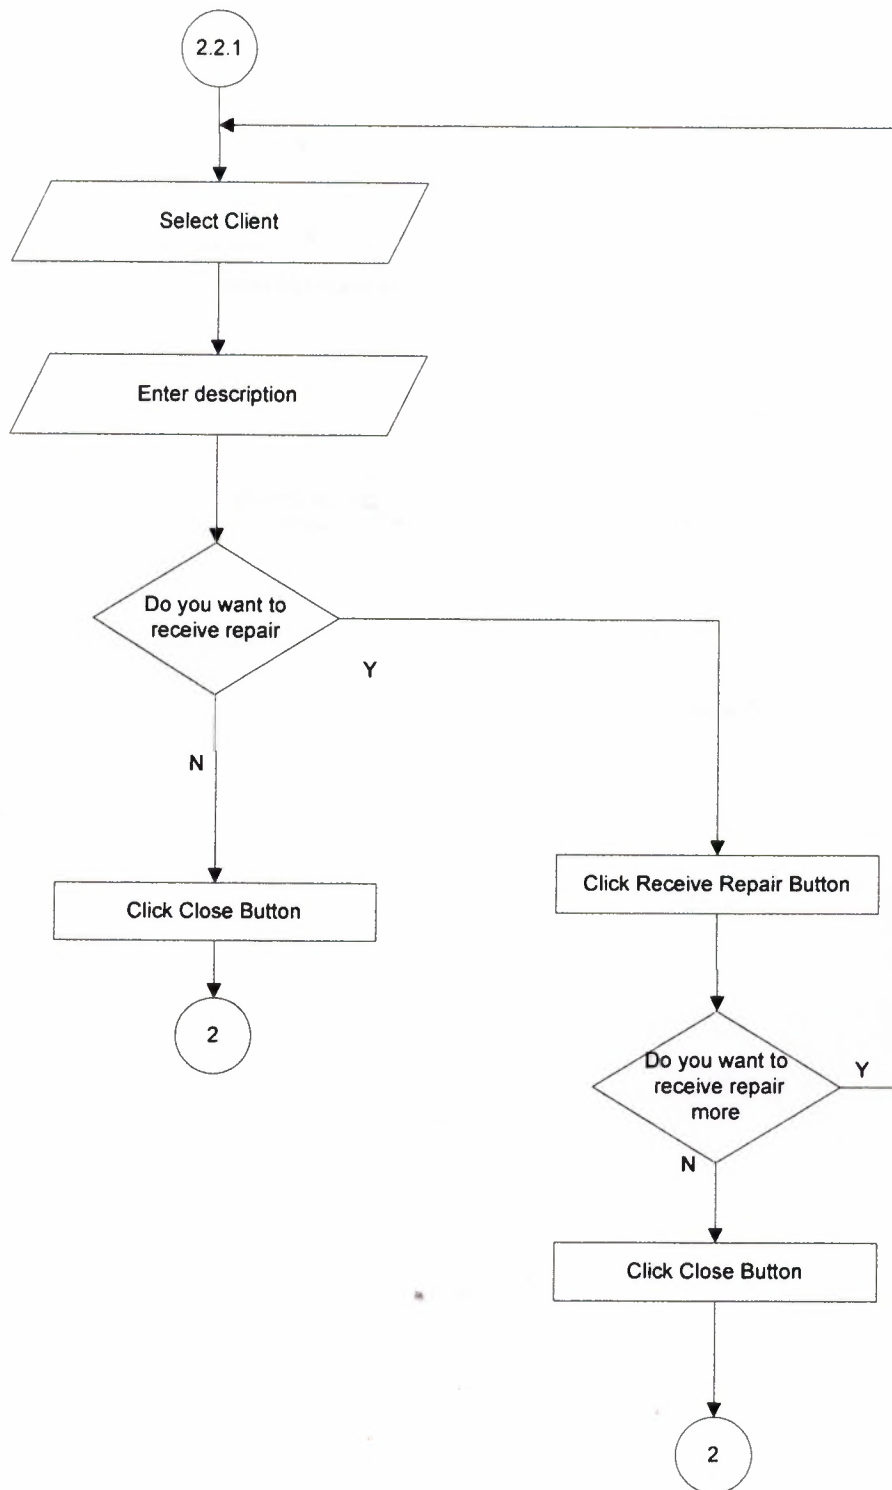 2.2.1
Select Client
Enter description
Do you want to
receive repair
Y
N
Click Receive Repair Button
Click Close Button
2
Do you want to
receive repair
more
Y
N
Click Close Button
2